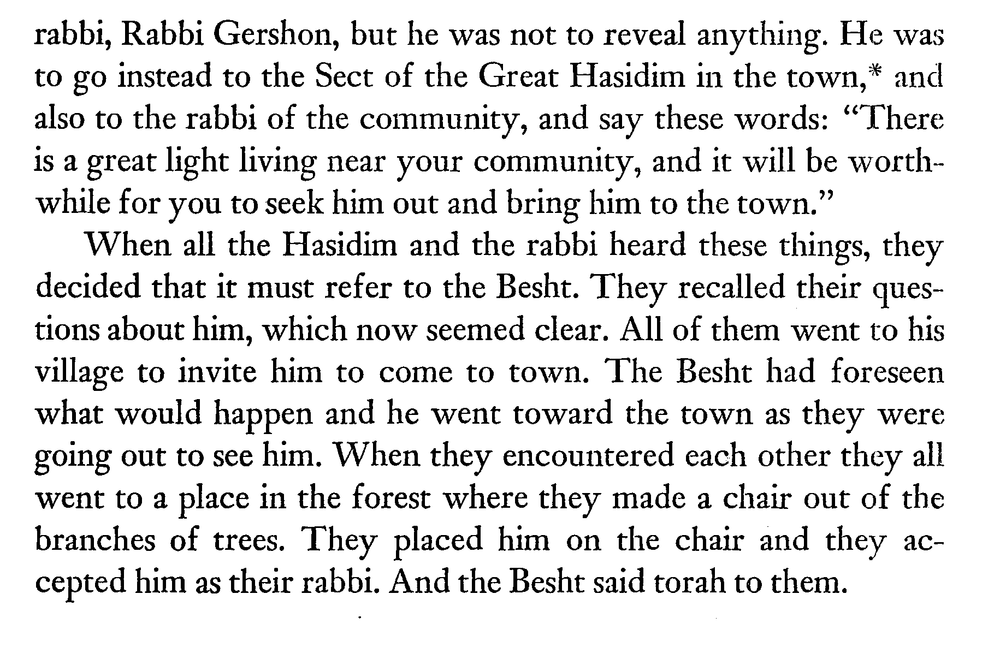 rabbi, Rabbi Gershon, but he was not to reveal anything. He was
to go instead to the Sect of the Great Hasidim in the town,* and
also to the rabbi of the community, and say these words: “There
is a great light living near your community, and it will be worth-
while for you to seek him out and bring him to the town.”
When all the Hasidim and the rabbi heard these things, they
decided that it must refer to the Besht. They recalled their ques-
tions about him, which now seemed clear. All of them went to his
village to invite him to come to town. The Besht had foreseen
what would happen and he went toward the town as they were
going out to see him. When they encountered each other they all
went to a place in the forest where they made a chair out of the
branches of trees. They placed him on the chair and they ac-
cepted him as their rabbi. And the Besht said torah to them.